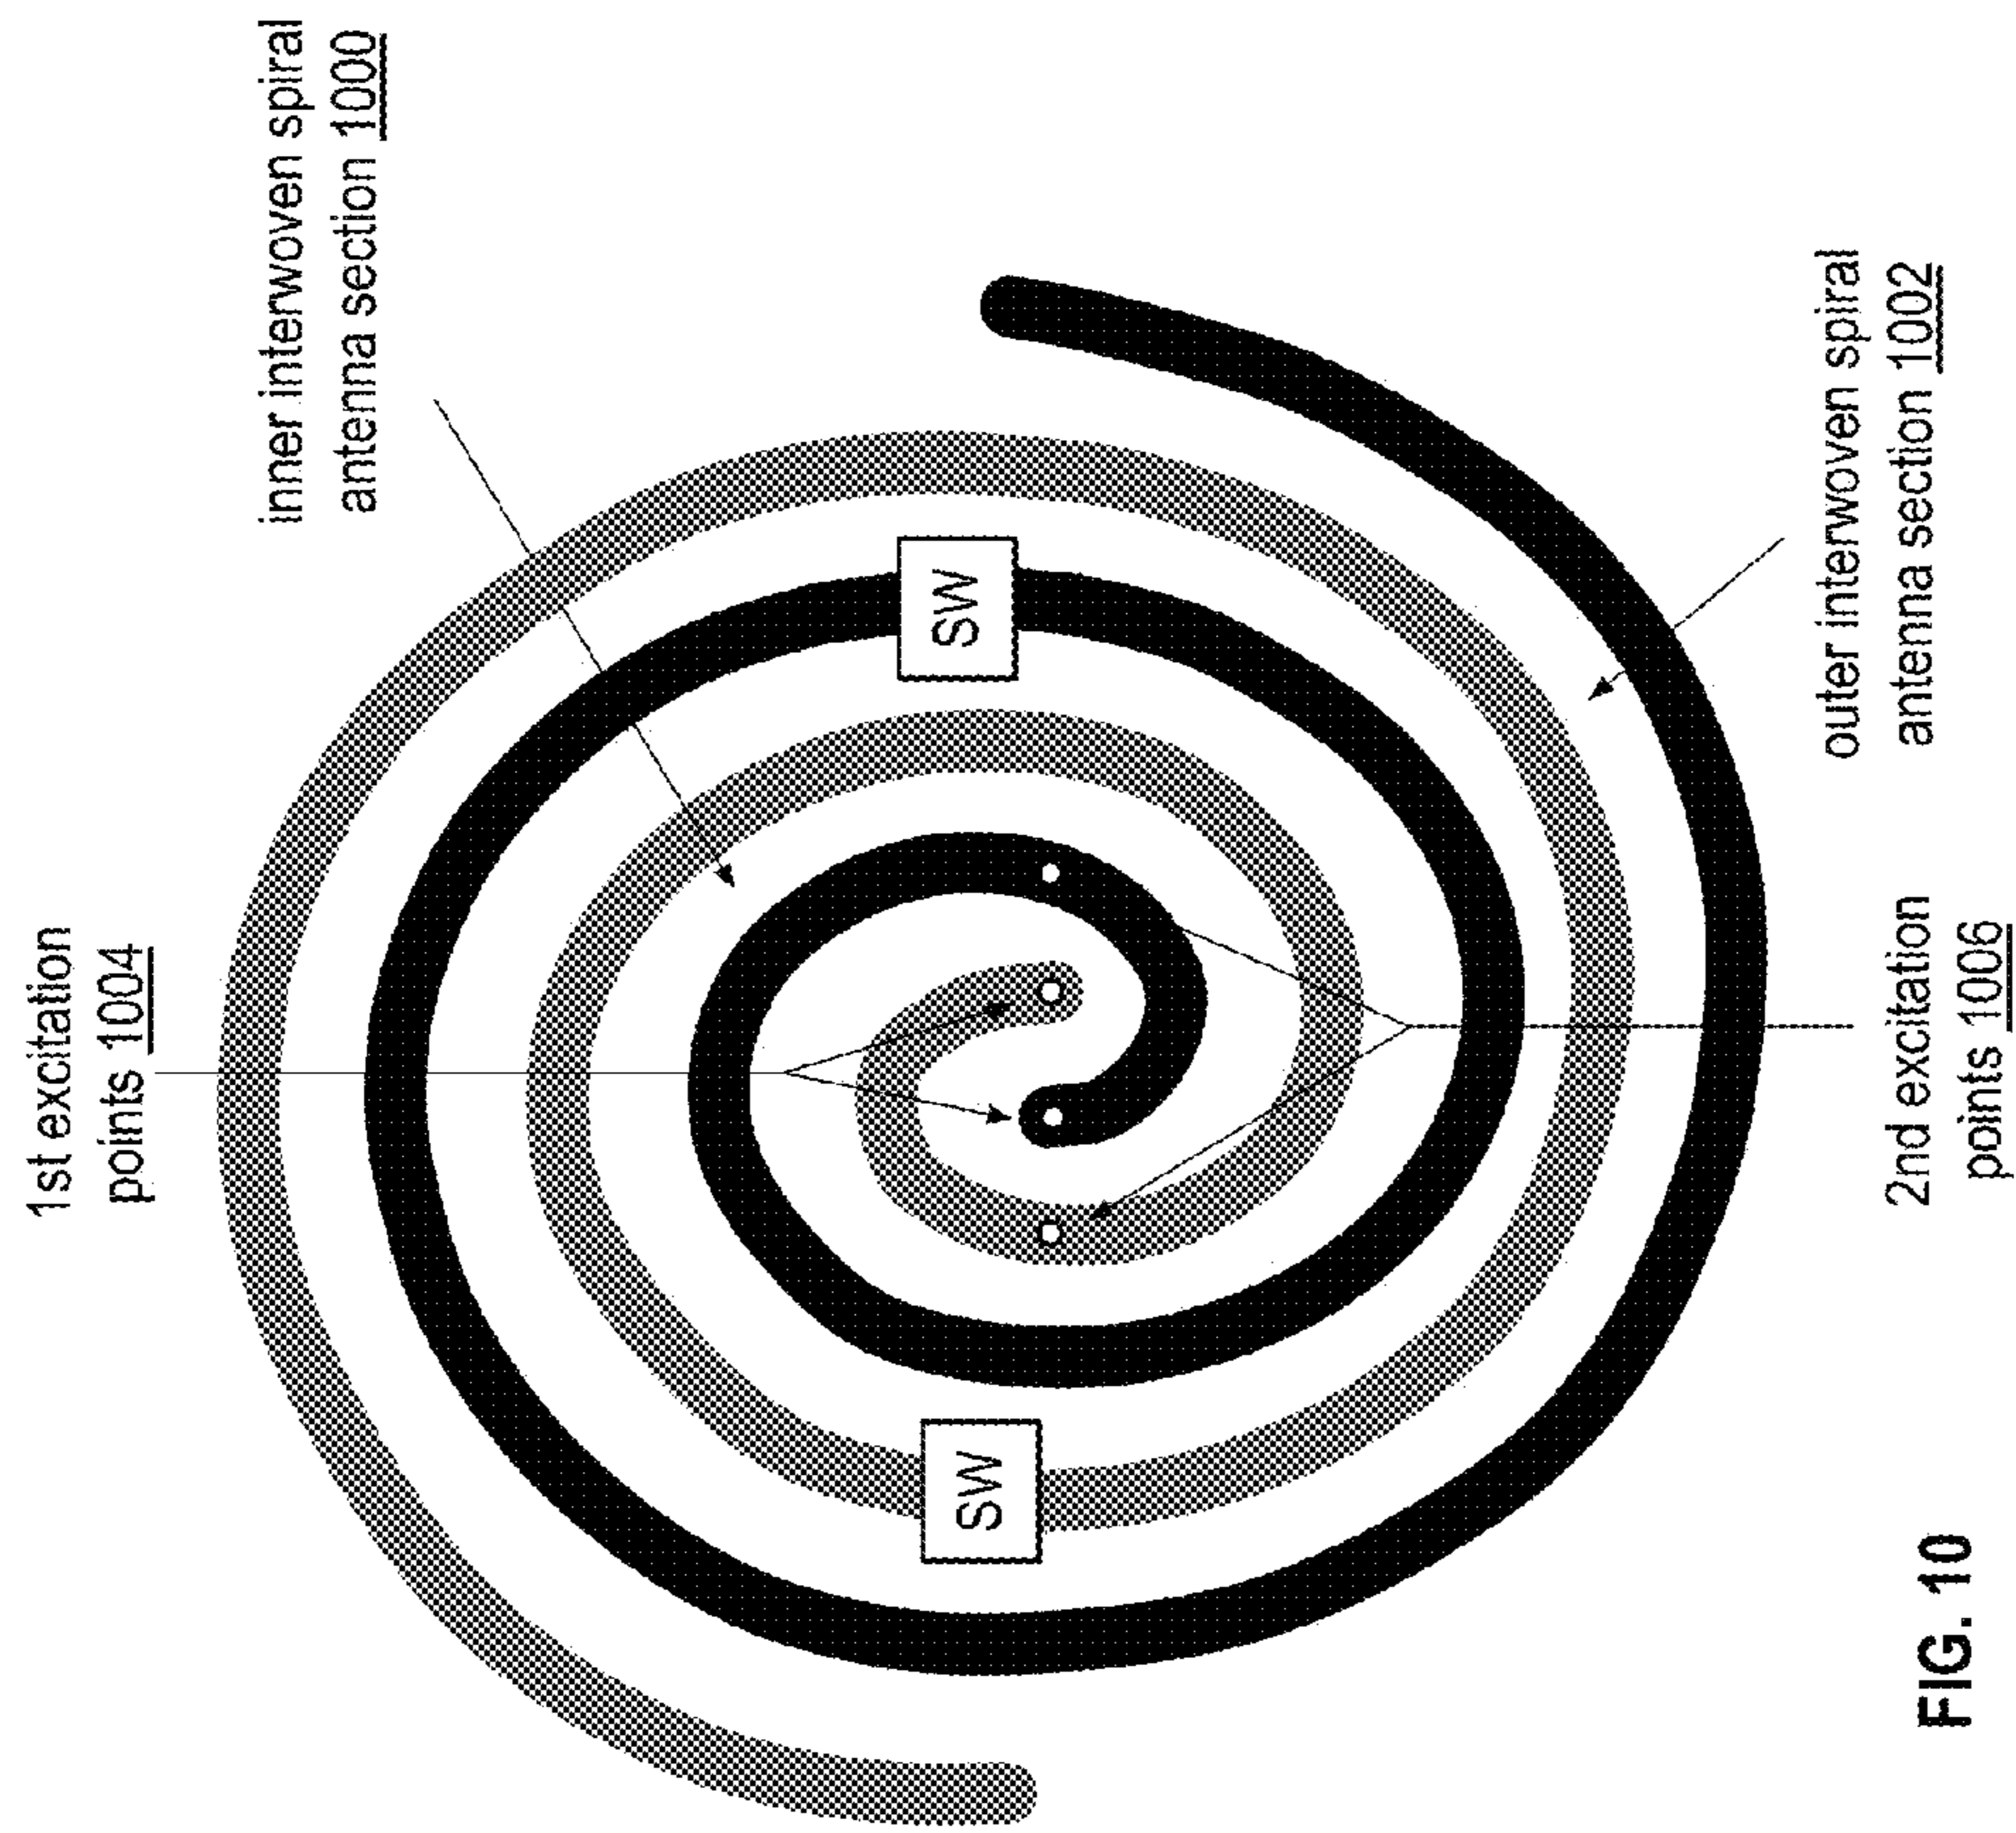 1st excitation
points 1004
inner interwoven spiral
antenna section 1000
SW
SW
outer interwoven spiral
antenna section 1002
2nd excitation
points 1006
FIG. 10